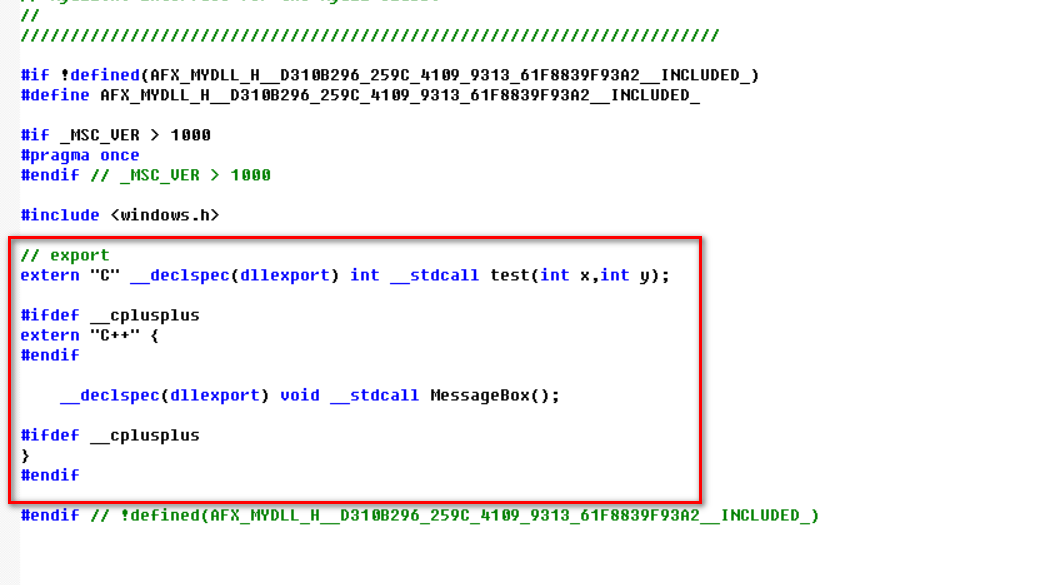 //
//////////////////////////////////////////////////////////////////////
#if !defined(AFX_MYDLL_H__D310B296_259C_4109_9313_61F8839F93A2__INCLUDED_)
#define AFX_MYDLL_H__D310B296_259C_4109_9313_61F8839F93A2__INCLUDED_
#if _MSC_VER > 1000
#pragma once
#endif // _MSC_VER > 1000
#include <windows.h>
// export
extern "C" __declspec(dllexport) int __stdcall test(int x,int y);
#ifdef __cplusplus
extern "C++" {
#endif
__declspec(dllexport) void __stdcall MessageBox();
#ifdef __cplusplus
}
#endif
#endif // !defined(AFX_MYDLL_H__D310B296_259C_4109_9313_61F8839F93A2__INCLUDED_)